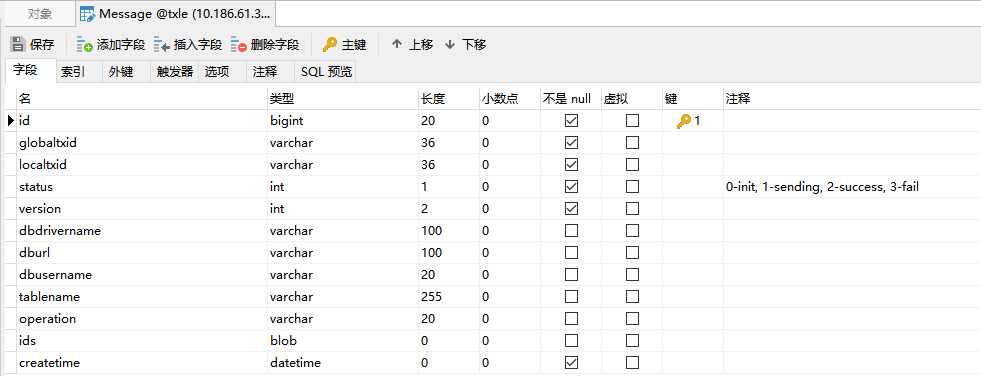 对象 Message @txle (10.186.61.3...
保存 添加字段 插入字段 删除字段 主键 上移 下移
字段 索引 外键 触发器 选项 注释 SQL 预览
名 类型 长度 小数点 不是 null 虚拟 键 注释
id bigint 20 0 1
globaltxid varchar 36 0
localtxid varchar 36 0
status int 1 0 0-init, 1-sending, 2-success, 3-fail
version int 2 0
dbdrivername varchar 100 0
dburl varchar 100 0
dbusername varchar 20 0
tablename varchar 255 0
operation varchar 20 0
ids blob 0 0
createtime datetime 0 0